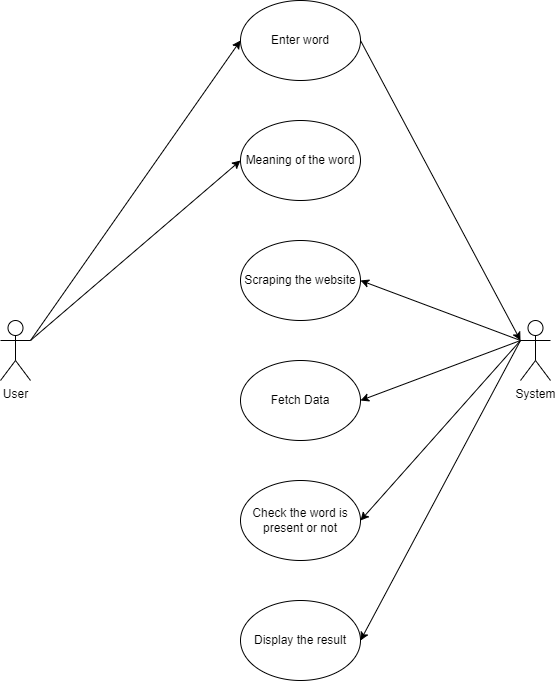 Enter word
Meaning of the word
Scraping the website
User
System
Fetch Data
Check the word is
present or not
Display the result